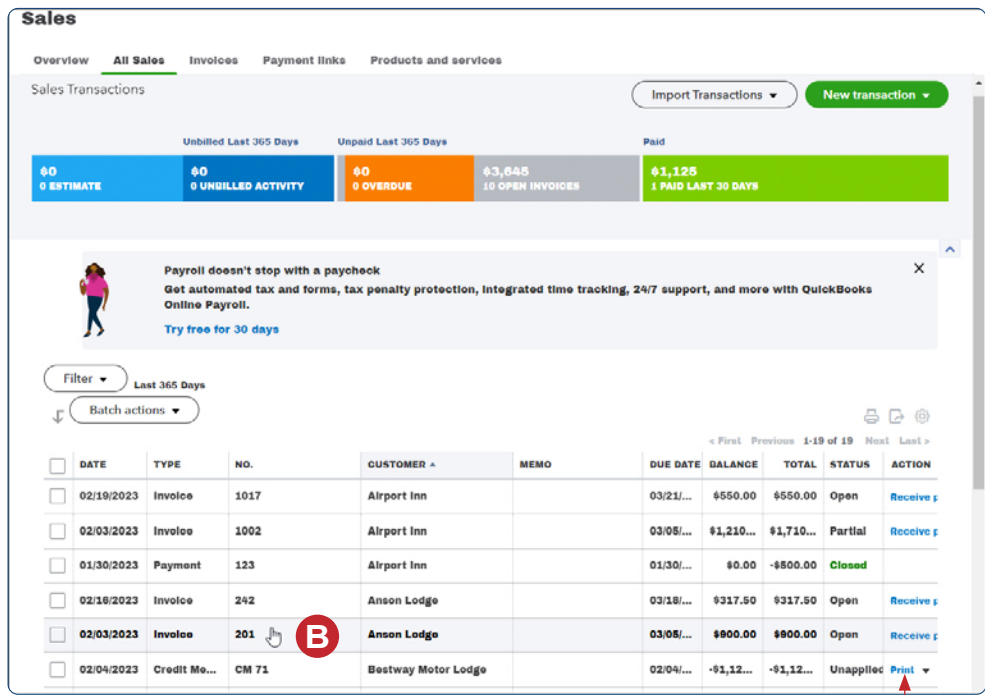 Sales
Overview All Sales Invoices Payment links Products and services
Sales Transactions
Import Transactions New transaction
Unbilled Last 365 Days Unpaid Last 365 Days Paid
$0 $0 $0 $3,645 $1,125
0 ESTIMATE 0 UNBILLED ACTIVITY 0 OVERDUE 10 OPEN INVOICES 1 PAID LAST 30 DAYS
Payroll doesn't stop with a paycheck
Get automated tax and forms, tax penalty protection, integrated time tracking, 24/7 support, and more with QuickBooks
Online Payroll.
Try free for 30 days
Filter Last 365 Days
Batch actions
< First Previous 1-19 of 19 Next Last >
DATE TYPE NO. CUSTOMER MEMO DUE DATE BALANCE TOTAL STATUS ACTION
02/19/2023 Invoice 1017 Airport Inn 03/21/... $550.00 $550.00 Open Receive p
02/03/2023 Invoice 1002 Airport Inn 03/05/... $1,210... $1,710... Partial Receive p
01/30/2023 Payment 123 Airport Inn 01/30/... $0.00 -$500.00 Closed
02/16/2023 Invoice 242 Anson Lodge 03/18/... $317.50 $317.50 Open Receive p
02/03/2023 Invoice 201 B Anson Lodge 03/05/... $900.00 $900.00 Open Receive p
02/04/2023 Credit Me... CM 71 Bestway Motor Lodge 02/04/... -$1,12... -$1,12... Unapplied Print